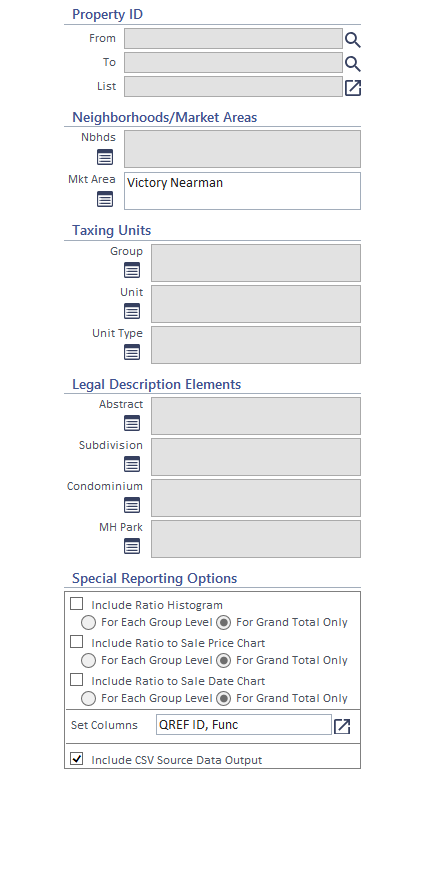 Property ID
From
To
List
Neighborhoods/Market Areas
Nbhds
Mkt Area Victory Nearman
Taxing Units
Group
Unit
Unit Type
Legal Description Elements
Abstract
Subdivision
Condominium
MH Park
Special Reporting Options
Include Ratio Histogram
For Each Group Level For Grand Total Only
Include Ratio to Sale Price Chart
For Each Group Level For Grand Total Only
Include Ratio to Sale Date Chart
For Each Group Level For Grand Total Only
Set Columns QREF ID, Func
Include CSV Source Data Output